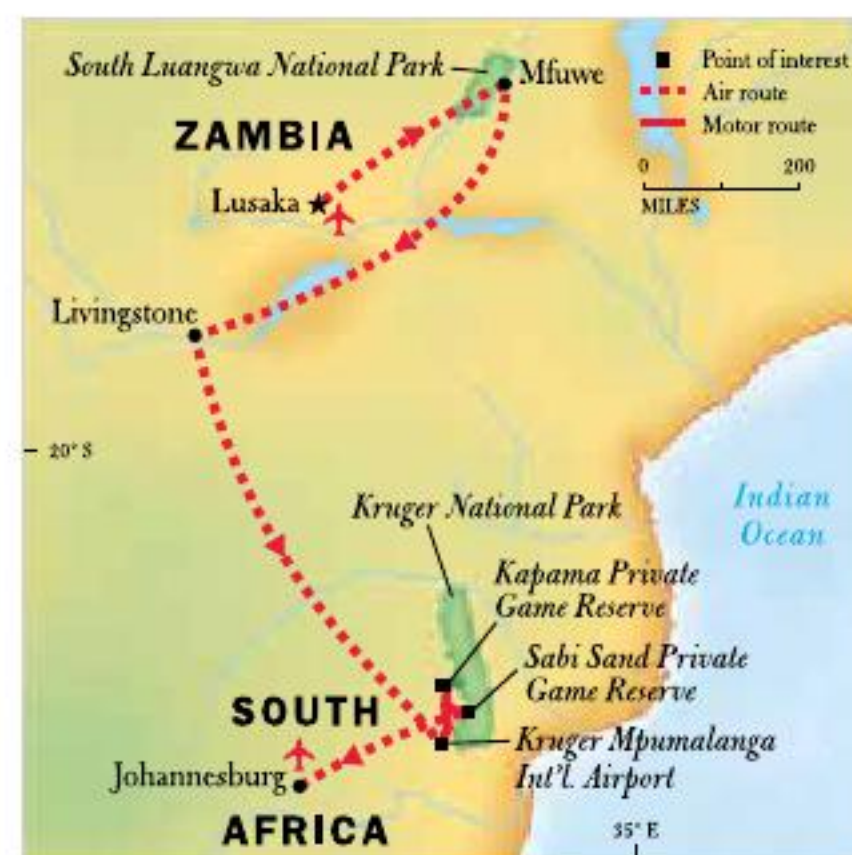 South Luangwa National Park
Mfuwe
Point of interest
Air route
Motor route
0 200
MILES
ZAMBIA
Lusaka
Livingstone
20° S
Indian
Ocean
Kruger National Park
Kapama Private
Game Reserve
Sabi Sand Private
Game Reserve
SOUTH
Kruger Mpumalanga
Int'l. Airport
Johannesburg
AFRICA
35° E